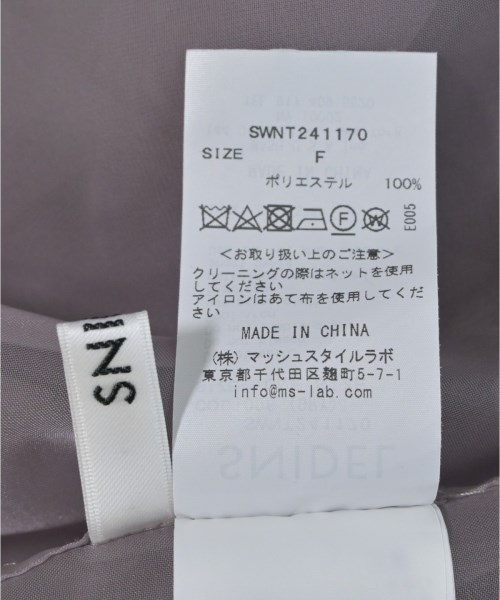 SWNT241170
SIZE F
ポリエステル 100%
F
W
E005
<お取り扱い上のご注意>
クリーニングの際はネットを使用
してください
アイロンはあて布を使用してくだ
さい
MADE IN CHINA
(株) マッシュスタイルラボ
東京都千代田区麹町5-7-1
info@ms-lab.com
SNIDEL